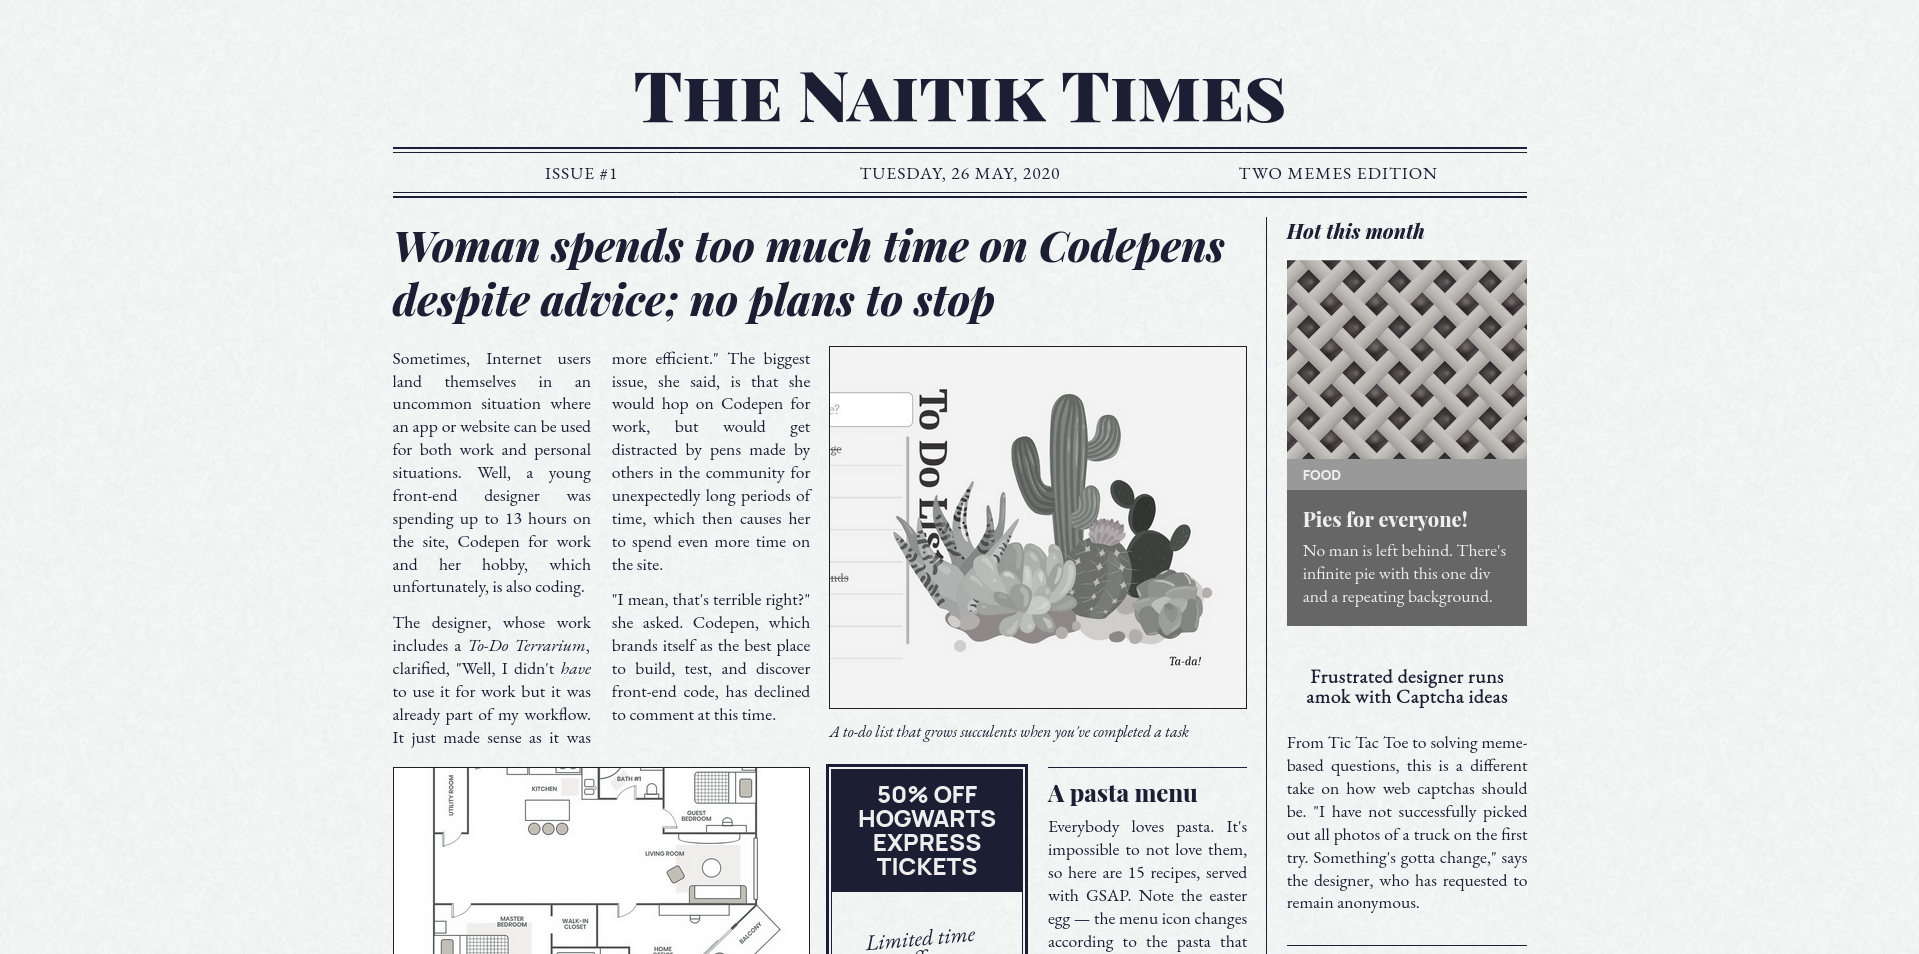 THE NAITIK TIMES
ISSUE #1
TUESDAY, 26 MAY, 2020
TWO MEMES EDITION
Woman spends too much time on Codepens
despite advice; no plans to stop
Sometimes, Internet users
land themselves in an
uncommon situation where
an app or website can be used
for both work and personal
situations. Well, a young
front-end designer was
spending up to 13 hours on
the site, Codepen for work
and her hobby, which
unfortunately, is also coding.
The designer, whose work
includes a To-Do Terrarium,
clarified, "Well, I didn't have
to use it for work but it was
already part of my workflow.
It just made sense as it was
more efficient." The biggest
issue, she said, is that she
would hop on Codepen for
work, but would get
distracted by pens made by
others in the community for
unexpectedly long periods of
time, which then causes her
to spend even more time on
the site.
"I mean, that's terrible right?"
she asked. Codepen, which
brands itself as the best place
to build, test, and discover
front-end code, has declined
to comment at this time.
e?
ge
nds
To Do List
Ta-da!
A to-do list that grows succulents when you've completed a task
UTILITY ROOM
KITCHEN
BATH #1
GUEST
BEDROOM
LIVING ROOM
MASTER
BEDROOM
WALK-IN
CLOSET
HOME
BALCONY
50% OFF
HOGWARTS
EXPRESS
TICKETS
Limited time
A pasta menu
Everybody loves pasta. It's
impossible to not love them,
so here are 15 recipes, served
with GSAP. Note the easter
egg — the menu icon changes
according to the pasta that
Hot this month
FOOD
Pies for everyone!
No man is left behind. There's
infinite pie with this one div
and a repeating background.
Frustrated designer runs
amok with Captcha ideas
From Tic Tac Toe to solving meme-
based questions, this is a different
take on how web captchas should
be. "I have not successfully picked
out all photos of a truck on the first
try. Something's gotta change," says
the designer, who has requested to
remain anonymous.